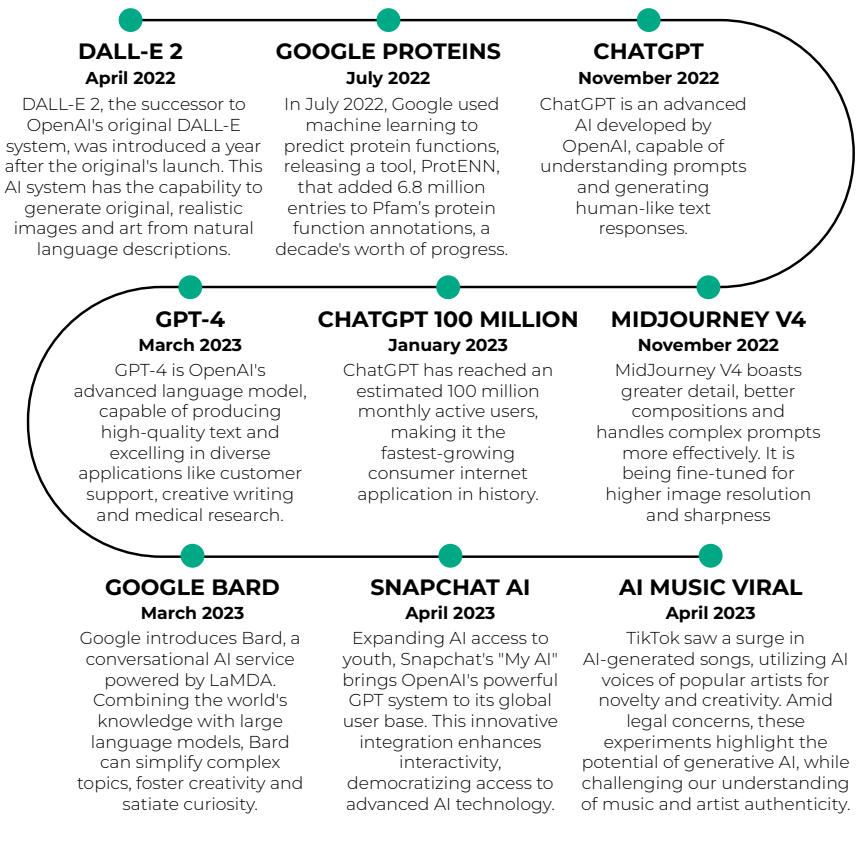 DALL-E 2
April 2022
DALL-E 2, the successor to
OpenAI's original DALL-E
system, was introduced a year
after the original's launch. This
AI system has the capability to
generate original, realistic
images and art from natural
language descriptions.
GOOGLE PROTEINS
July 2022
In July 2022, Google used
machine learning to
predict protein functions,
releasing a tool, ProtENN,
that added 6.8 million
entries to Pfam’s protein
function annotations, a
decade's worth of progress.
CHATGPT
November 2022
ChatGPT is an advanced
AI developed by
OpenAI, capable of
understanding prompts
and generating
human-like text
responses.
MIDJOURNEY V4
November 2022
MidJourney V4 boasts
greater detail, better
compositions and
handles complex prompts
more effectively. It is
being fine-tuned for
higher image resolution
and sharpness
CHATGPT 100 MILLION
January 2023
ChatGPT has reached an
estimated 100 million
monthly active users,
making it the
fastest-growing
consumer internet
application in history.
GPT-4
March 2023
GPT-4 is OpenAI's
advanced language model,
capable of producing
high-quality text and
excelling in diverse
applications like customer
support, creative writing
and medical research.
GOOGLE BARD
March 2023
Google introduces Bard, a
conversational AI service
powered by LaMDA.
Combining the world's
knowledge with large
language models, Bard
can simplify complex
topics, foster creativity and
satiate curiosity.
SNAPCHAT AI
April 2023
Expanding AI access to
youth, Snapchat's "My AI"
brings OpenAI's powerful
GPT system to its global
user base. This innovative
integration enhances
interactivity,
democratizing access to
advanced AI technology.
AI MUSIC VIRAL
April 2023
TikTok saw a surge in
AI-generated songs, utilizing AI
voices of popular artists for
novelty and creativity. Amid
legal concerns, these
experiments highlight the
potential of generative AI, while
challenging our understanding
of music and artist authenticity.